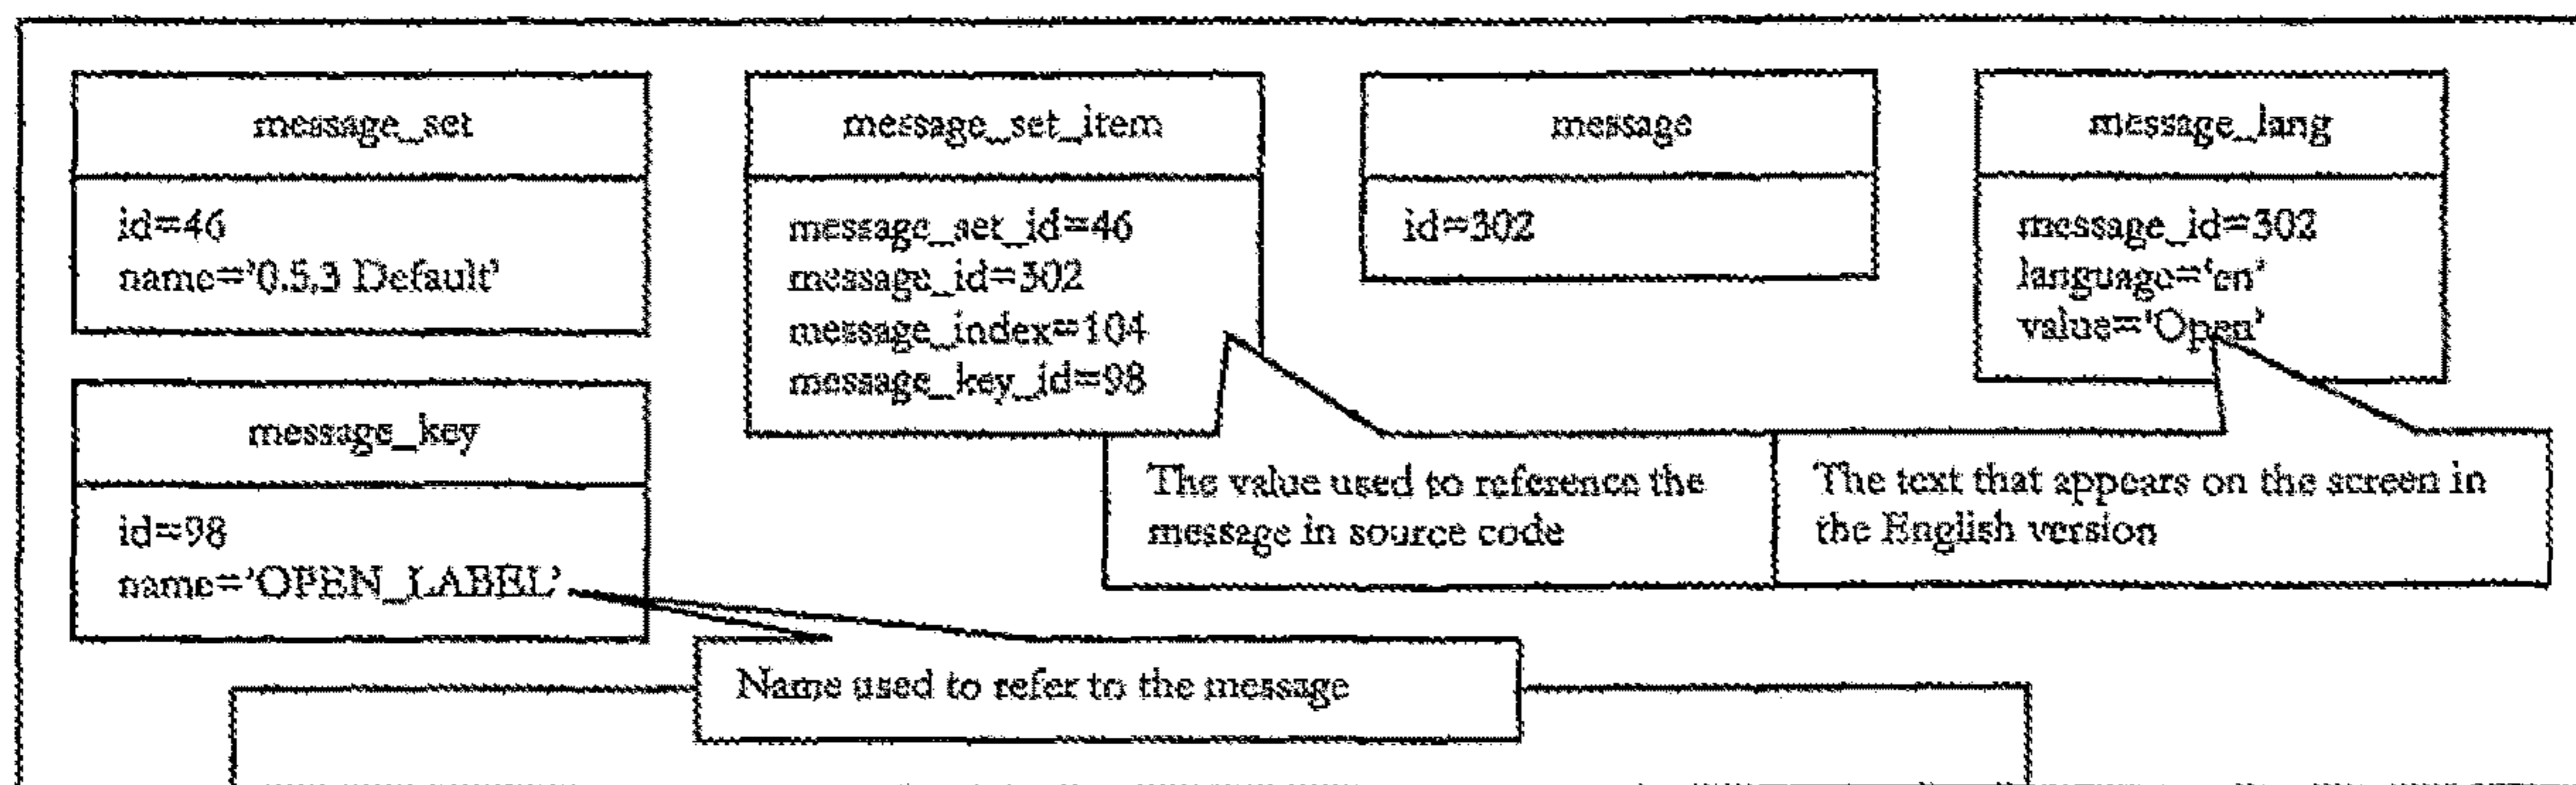 message_set
id=46
name='0.5.3 Default'
message_set_item
message_set_id=46
message_id=302
message_index=104
message_key_id=98
message
id=302
message_lang
message_id=302
language='en'
value='Open'
message_key
id=98
name='OPEN_LABEL'
The value used to reference the
message in source code
The text that appears on the screen in
the English version
Name used to refer to the message